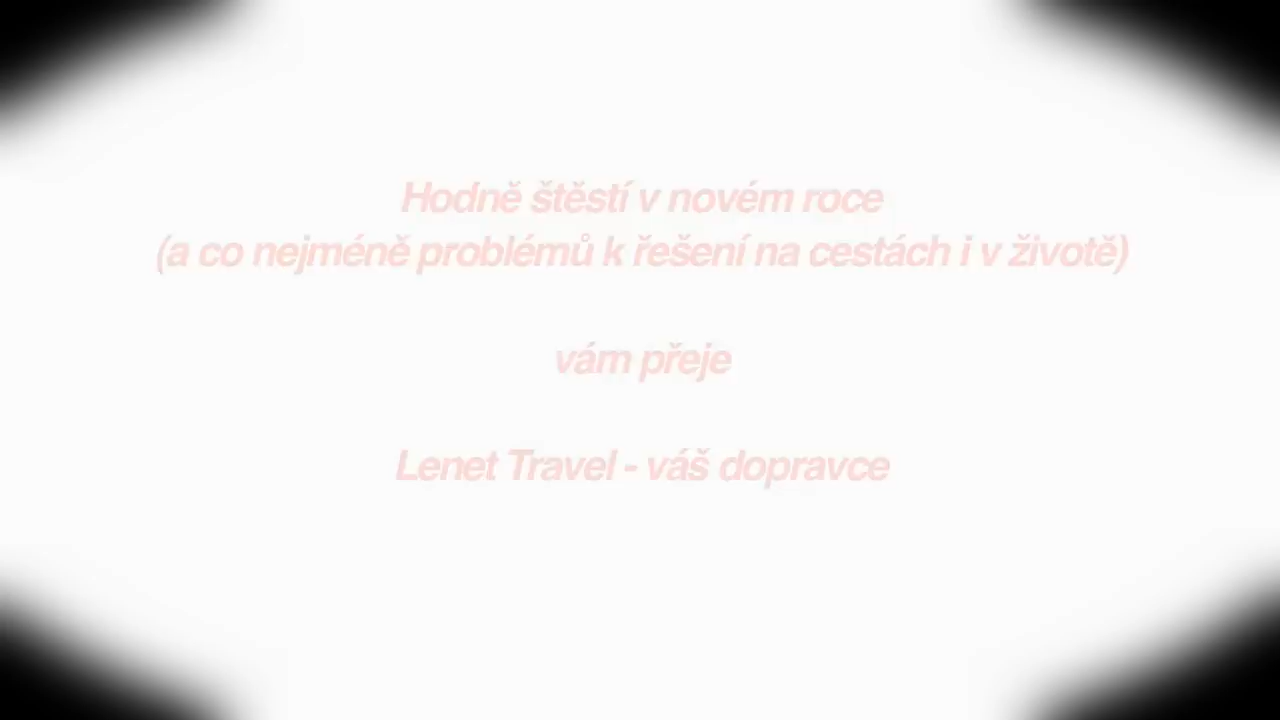 Hodně štěstí v novém roce
(a co nejméně problémů k řešení na cestách i v životě)
vám přeje
Lenet Travel - váš dopravce